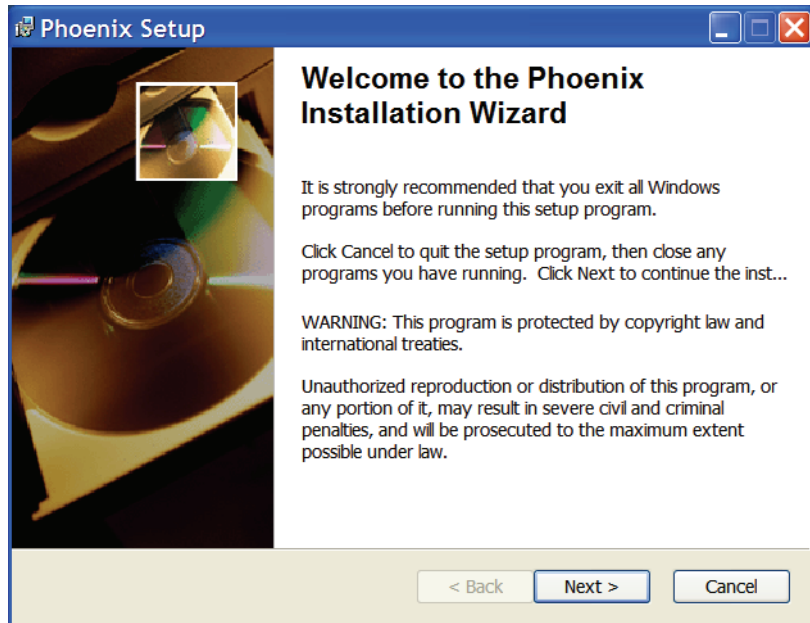 Phoenix Setup
Welcome to the Phoenix
Installation Wizard
It is strongly recommended that you exit all Windows
programs before running this setup program.
Click Cancel to quit the setup program, then close any
programs you have running. Click Next to continue the inst...
WARNING: This program is protected by copyright law and
international treaties.
Unauthorized reproduction or distribution of this program, or
any portion of it, may result in severe civil and criminal
penalties, and will be prosecuted to the maximum extent
possible under law.
< Back Next > Cancel